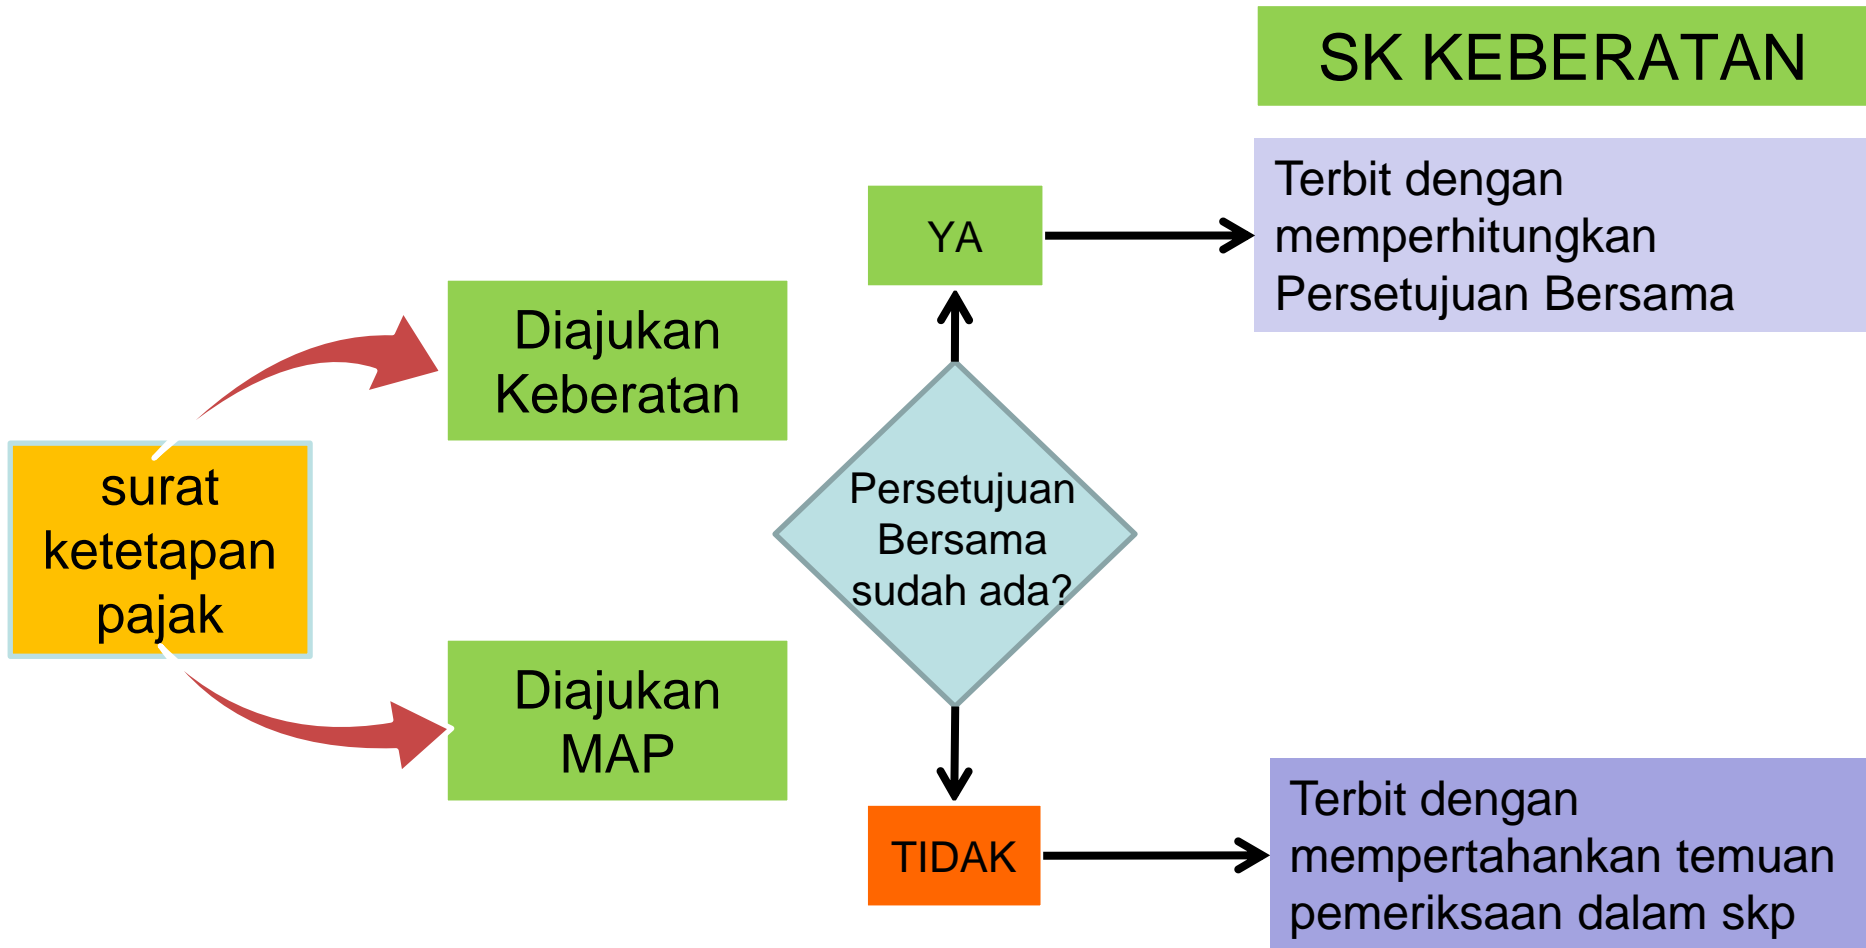 SK KEBERATAN
surat
ketetapan
pajak
Diajukan
Keberatan
Diajukan
MAP
Persetujuan
Bersama
sudah ada?
YA
Terbit dengan
memperhitungkan
Persetujuan Bersama
TIDAK
Terbit dengan
mempertahankan temuan
pemeriksaan dalam skp